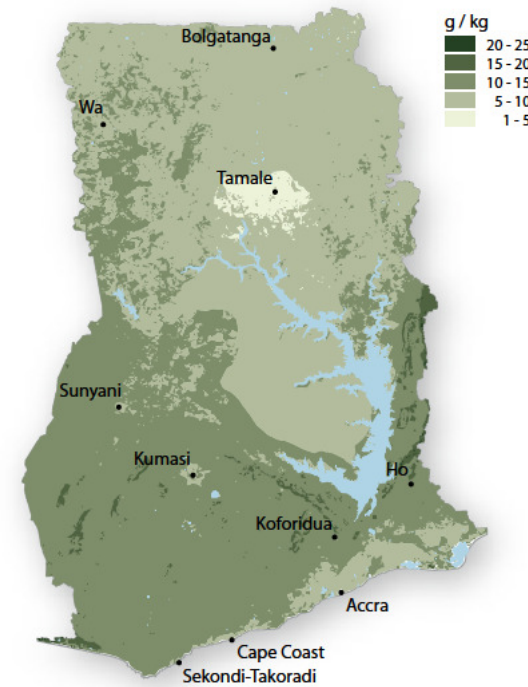 g / kg
20 - 25
15 - 20
10 - 15
5 - 10
1 - 5
Bolgatanga
Wa
Tamale
Sunyani
Kumasi
Ho
Koforidua
Accra
Cape Coast
Sekondi-Takoradi